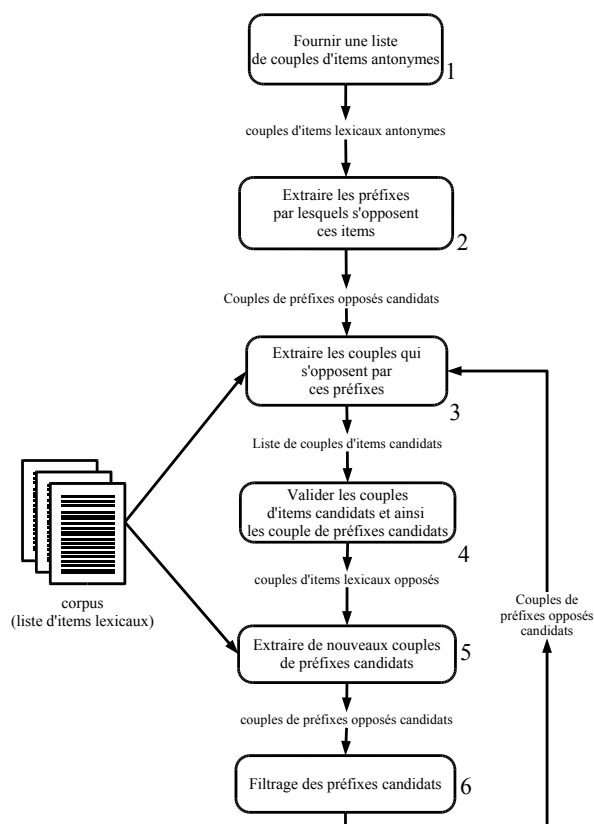 Fournir une liste
de couples d'items antonymes
1
couples d'items lexicaux antonymes
Extraire les préfixes
par lesquels s'opposent
ces items
2
Couples de préfixes opposés candidats
Extraire les couples qui
s'opposent par
ces préfixes
3
Liste de couples d'items candidats
Valider les couples
d'items candidats et ainsi
les couple de préfixes candidats
4
couples d'items lexicaux opposés
corpus
(liste d'items lexicaux)
Couples de
préfixes opposés
candidats
Extraire de nouveaux couples
de préfixes candidats
5
couples de préfixes opposés candidats
Filtrage des préfixes candidats
6